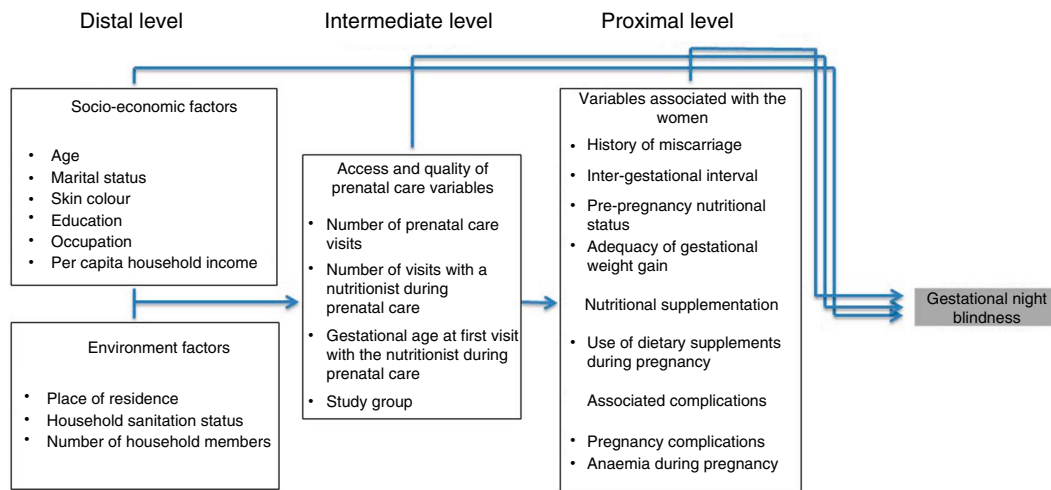 Distal level
Intermediate level
Proximal level
Socio-economic factors
• Age
• Marital status
• Skin colour
• Education
• Occupation
• Per capita household income
Environment factors
• Place of residence
• Household sanitation status
• Number of household members
Access and quality of
prenatal care variables
• Number of prenatal care
visits
• Number of visits with a
nutritionist during
prenatal care
• Gestational age at first visit
with the nutritionist during
prenatal care
• Study group
Variables associated with the
women
• History of miscarriage
• Inter-gestational interval
• Pre-pregnancy nutritional
status
• Adequacy of gestational
weight gain
Nutritional supplementation
• Use of dietary supplements
during pregnancy
Associated complications
• Pregnancy complications
• Anaemia during pregnancy
Gestational night
blindness